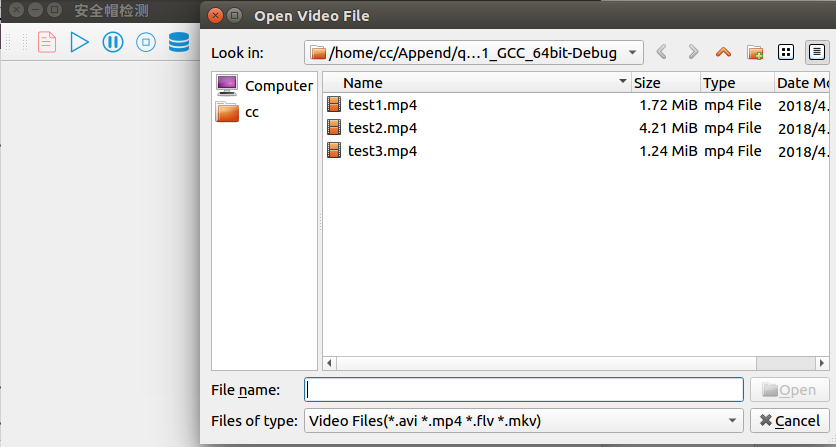 安全帽检测
Open Video File
Look in: /home/cc/Append/q...1_GCC_64bit-Debug
Computer
cc
Name Size Type Date Mo
test1.mp4 1.72 MiB mp4 File 2018/4.
test2.mp4 4.21 MiB mp4 File 2018/4.
test3.mp4 1.24 MiB mp4 File 2018/4.
File name: Open
Files of type: Video Files(*.avi *.mp4 *.flv *.mkv) Cancel